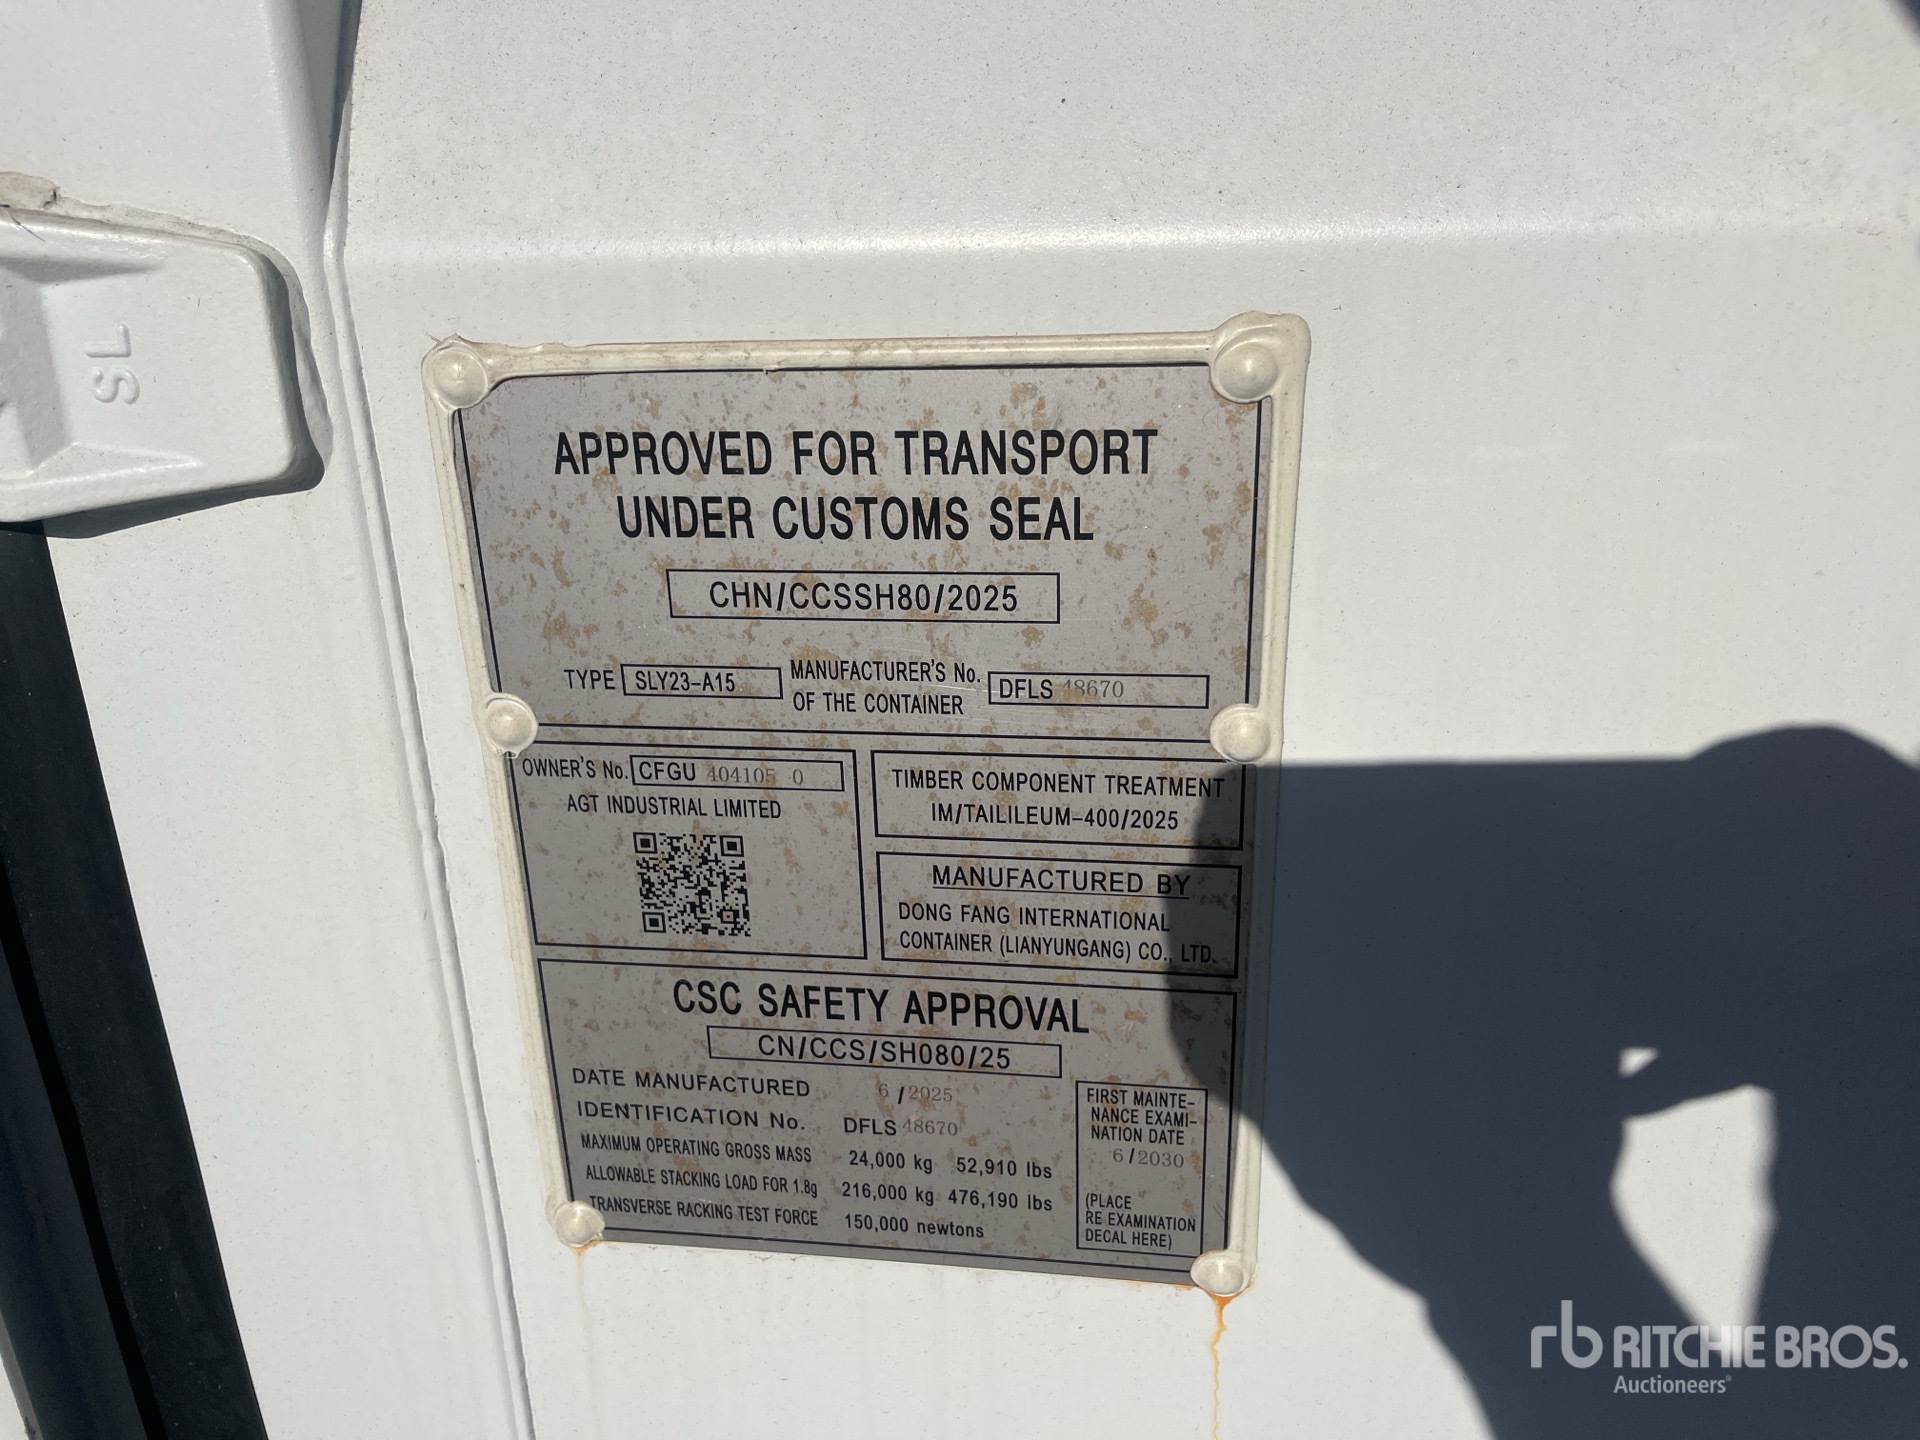 SL
APPROVED FOR TRANSPORT
UNDER CUSTOMS SEAL
CHN/CCSSH80/2025
TYPE SLY23-A15 MANUFACTURER'S No. OF THE CONTAINER DFLS 48670
OWNER'S No. CFGU 404105 0
AGT INDUSTRIAL LIMITED
TIMBER COMPONENT TREATMENT
IM/TAILILEUM-400/2025
MANUFACTURED BY
DONG FANG INTERNATIONAL
CONTAINER (LIANYUNGANG) CO., LTD.
CSC SAFETY APPROVAL
CN/CCS/SH080/25
DATE MANUFACTURED 6/2025
IDENTIFICATION No. DFLS 48670
MAXIMUM OPERATING GROSS MASS 24,000 kg 52,910 lbs
ALLOWABLE STACKING LOAD FOR 1.8g 216,000 kg 476,190 lbs
TRANSVERSE RACKING TEST FORCE 150,000 newtons
FIRST MAINTE-
NANCE EXAMI-
NATION DATE
6/2030
(PLACE
RE EXAMINATION
DECAL HERE)
rb RITCHIE BROS.
Auctioneers®